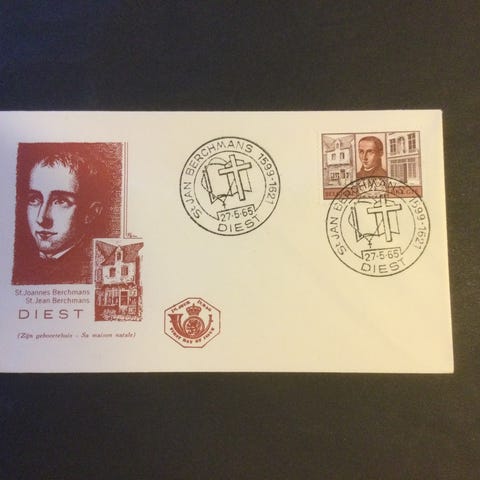 St. Joannes Berchmans
St. Jean Berchmans
DIEST
(Zijn geboortehuis - Sa maison natale)
St JAN BERCHMANS 1599-1621
27-5-65
DIEST
St JAN BERCHMANS 1599-1621
27-5-65
DIEST